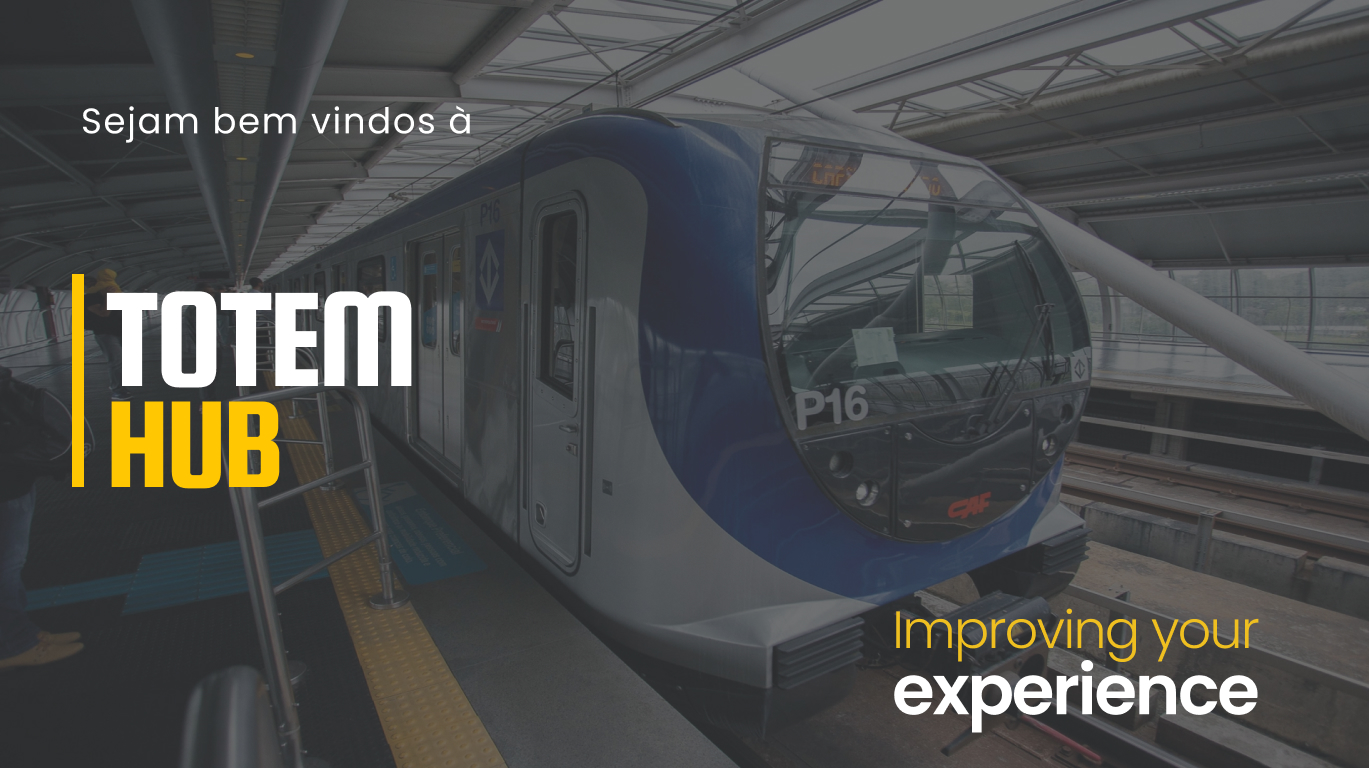 Sejam bem vindos à
TOTEM
HUB
P16
P16
CAF
Improving your
experience